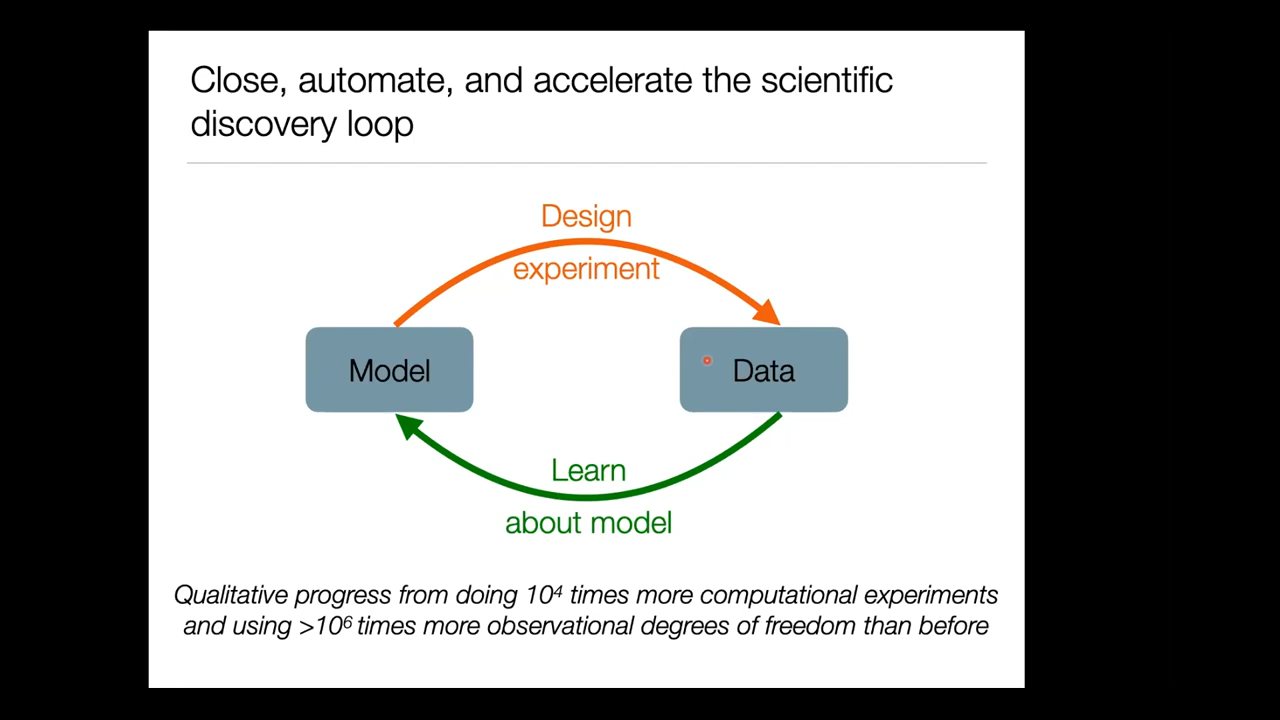 Close, automate, and accelerate the scientific
discovery loop
Design
experiment
Model
Data
Learn
about model
Qualitative progress from doing 10⁴ times more computational experiments
and using >10⁶ times more observational degrees of freedom than before